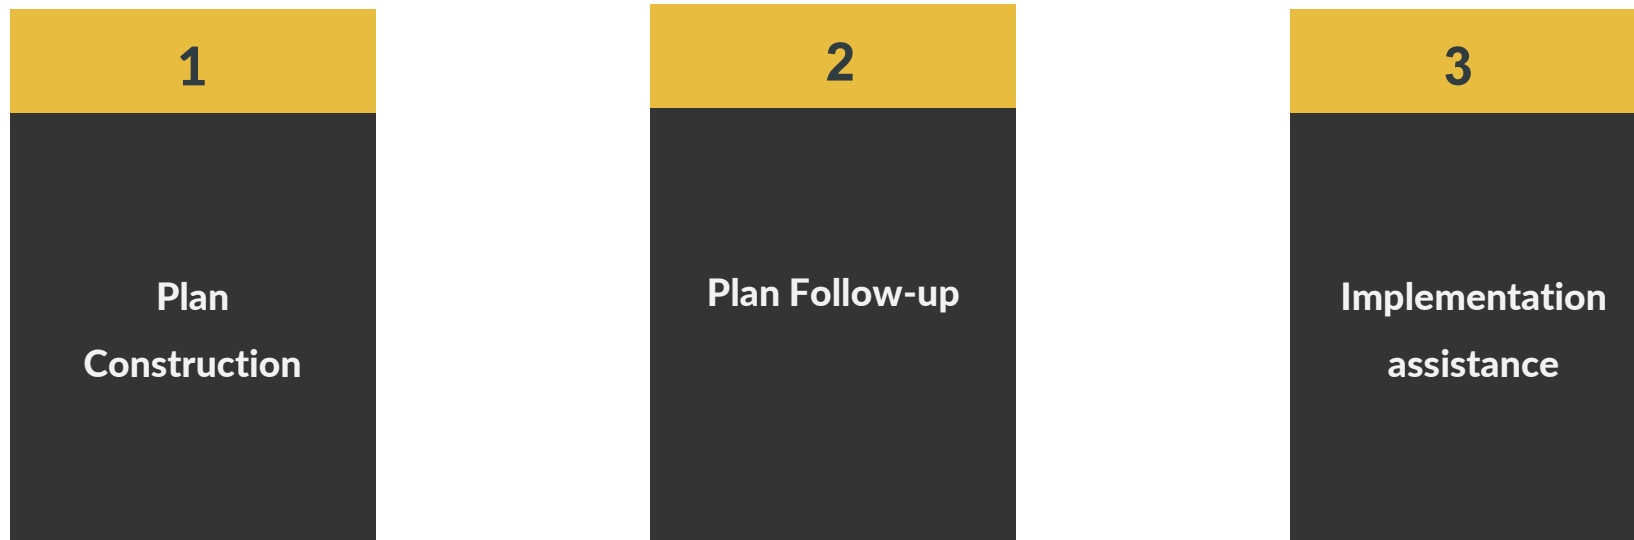 1
Plan
Construction
2
Plan Follow-up
3
Implementation
assistance